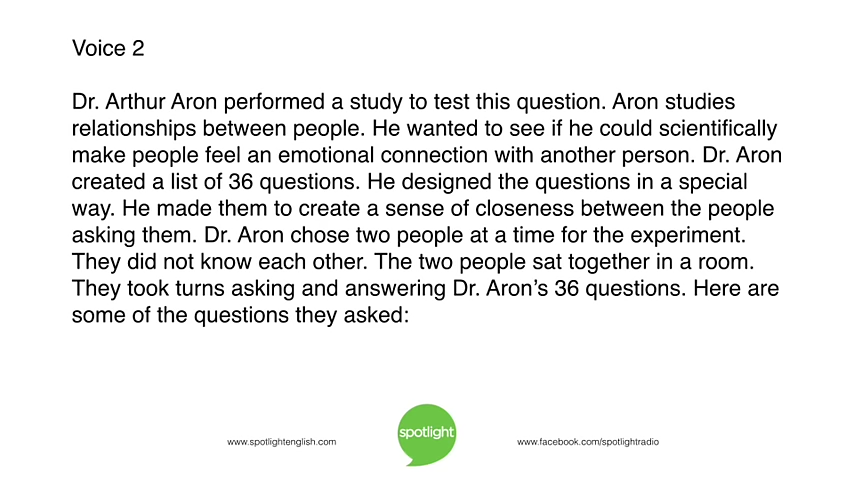 Voice 2
Dr. Arthur Aron performed a study to test this question. Aron studies
relationships between people. He wanted to see if he could scientifically
make people feel an emotional connection with another person. Dr. Aron
created a list of 36 questions. He designed the questions in a special
way. He made them to create a sense of closeness between the people
asking them. Dr. Aron chose two people at a time for the experiment.
They did not know each other. The two people sat together in a room.
They took turns asking and answering Dr. Aron’s 36 questions. Here are
some of the questions they asked:
www.spotlightenglish.com
spotlight
www.facebook.com/spotlightradio